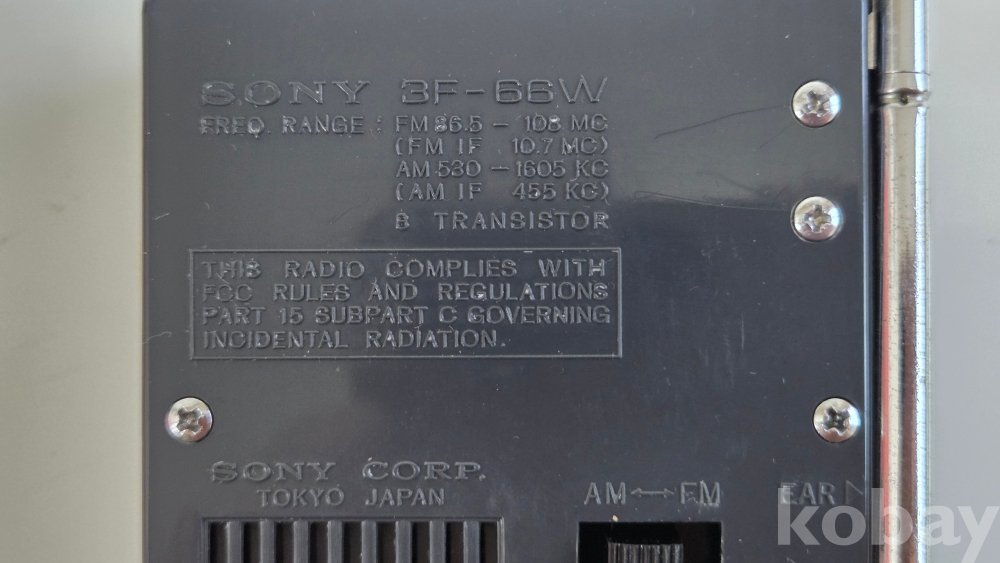 SONY 3F-66W
FREQ. RANGE : FM 86.5 - 108 MC
(FM IF 10.7 MC)
AM 530 - 1605 KC
(AM IF 455 KC)
8 TRANSISTOR
THIS RADIO COMPLIES WITH
FCC RULES AND REGULATIONS
PART 15 SUBPART C GOVERNING
INCIDENTAL RADIATION.
SONY CORP.
TOKYO JAPAN
AM ↔ FM
EAR
kobay